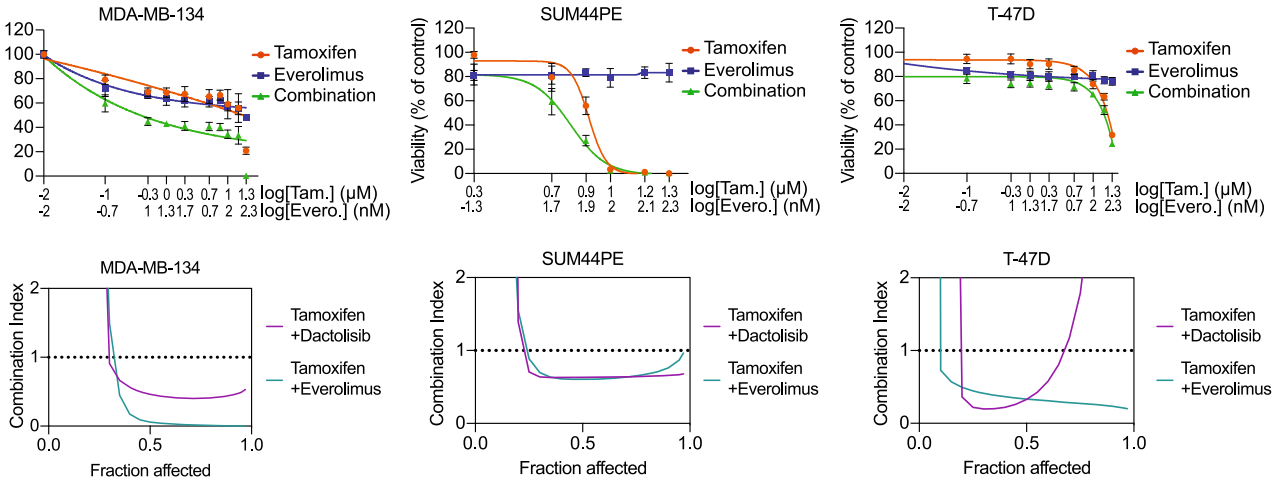 MDA-MB-134
120
100
80
60
40
20
0
-2 -1 -0.3 1 0.3 0.7 1 1.3 log[Tam.] (µM)
-2 -0.7 1 1.3 1.7 0.7 2 2.3 log[Evero.] (nM)
Tamoxifen
Everolimus
Combination
SUM44PE
Viability (% of control)
120
100
80
60
40
20
0
0.3 0.7 0.9 1 1.2 1.3 log[Tam.] (µM)
-1.3 1.7 1.9 2 2.1 2.3 log[Evero.] (nM)
Tamoxifen
Everolimus
Combination
T-47D
Viability (% of control)
120
100
80
60
40
20
0
-2 -1 -0.3 0 0.3 0.7 1 1.3 log[Tam.] (µM)
-2 -0.7 1 1.3 1.7 0.7 2 2.3 log[Evero.] (nM)
Tamoxifen
Everolimus
Combination
MDA-MB-134
Combination Index
2
1
0
0.0 0.5 1.0
Fraction affected
Tamoxifen
+Dactolisib
Tamoxifen
+Everolimus
SUM44PE
Combination Index
2
1
0
0.0 0.5 1.0
Fraction affected
Tamoxifen
+Dactolisib
Tamoxifen
+Everolimus
T-47D
Combination Index
2
1
0
0.0 0.5 1.0
Fraction affected
Tamoxifen
+Dactolisib
Tamoxifen
+Everolimus